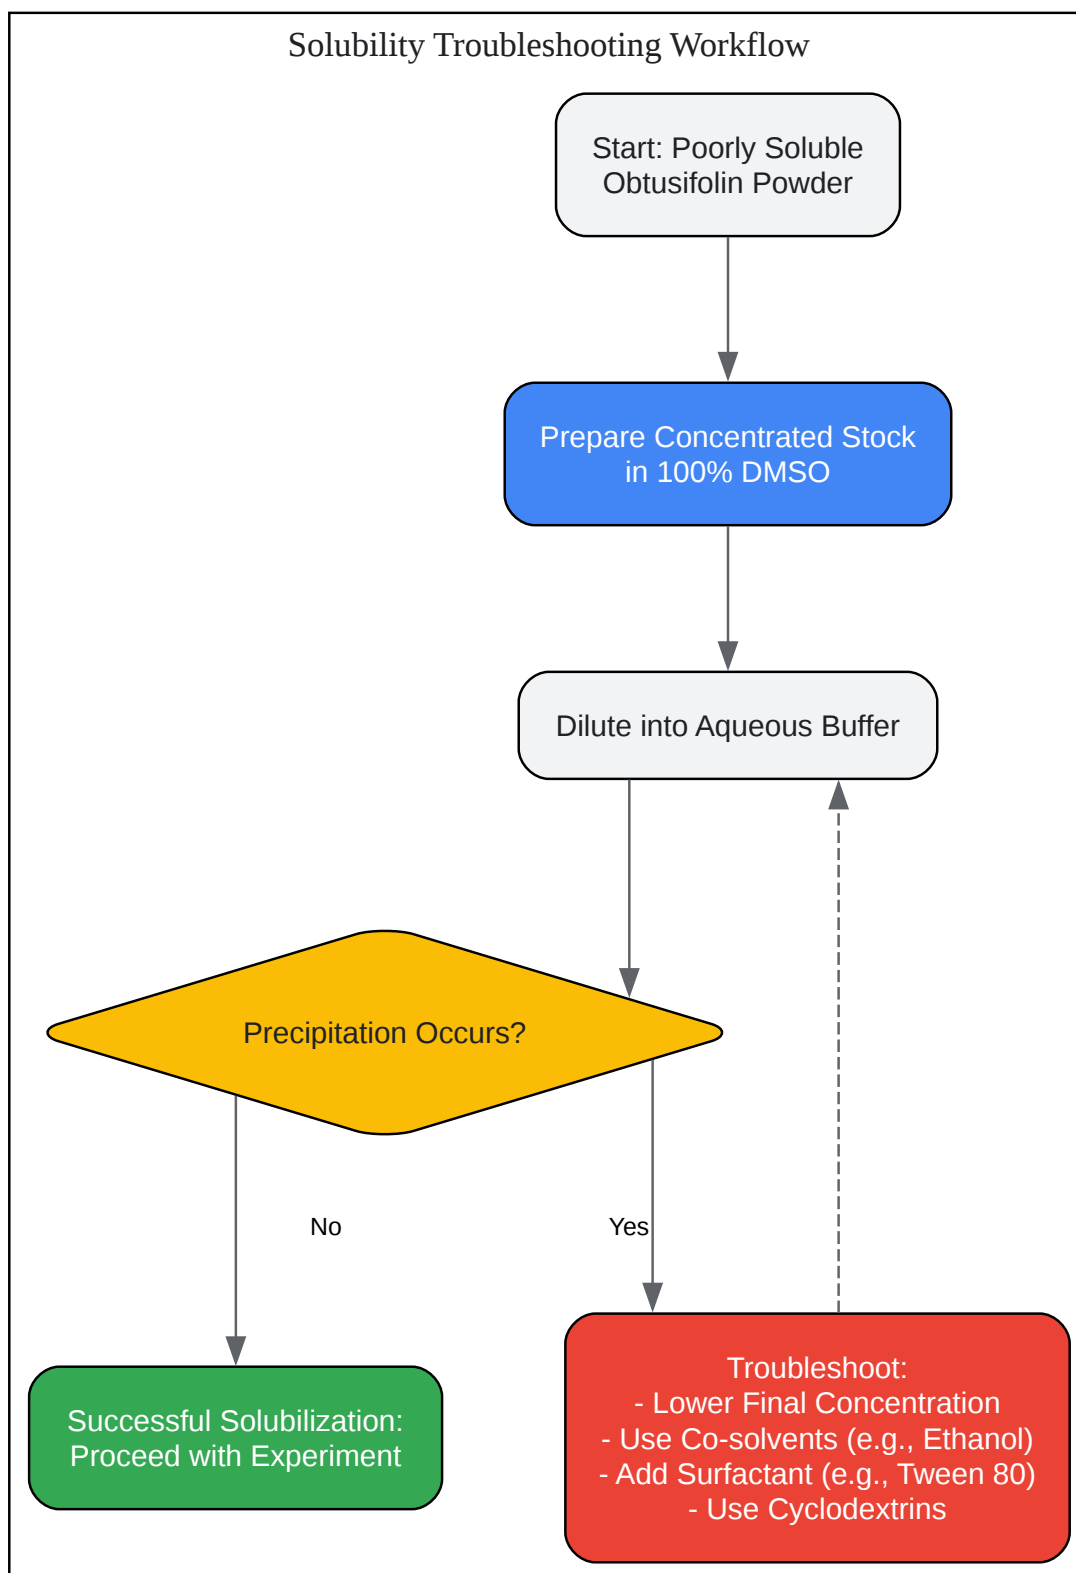 Solubility Troubleshooting Workflow
Start: Poorly Soluble
Obtusifolin Powder
Prepare Concentrated Stock
in 100% DMSO
Dilute into Aqueous Buffer
Precipitation Occurs?
No
Yes
Successful Solubilization:
Proceed with Experiment
Troubleshoot:
- Lower Final Concentration
- Use Co-solvents (e.g., Ethanol)
- Add Surfactant (e.g., Tween 80)
- Use Cyclodextrins